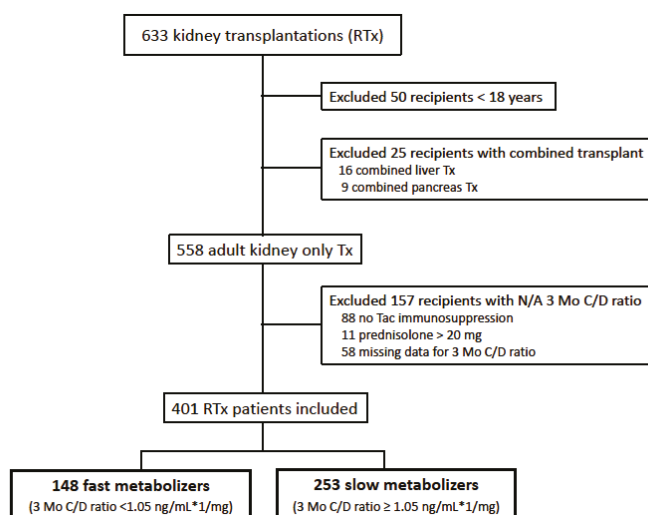 633 kidney transplantations (RTx)
Excluded 50 recipients < 18 years
Excluded 25 recipients with combined transplant
16 combined liver Tx
9 combined pancreas Tx
558 adult kidney only Tx
Excluded 157 recipients with N/A 3 Mo C/D ratio
88 no Tac immunosuppression
11 prednisolone > 20 mg
58 missing data for 3 Mo C/D ratio
401 RTx patients included
148 fast metabolizers
(3 Mo C/D ratio <1.05 ng/mL*1/mg)
253 slow metabolizers
(3 Mo C/D ratio ≥ 1.05 ng/mL*1/mg)